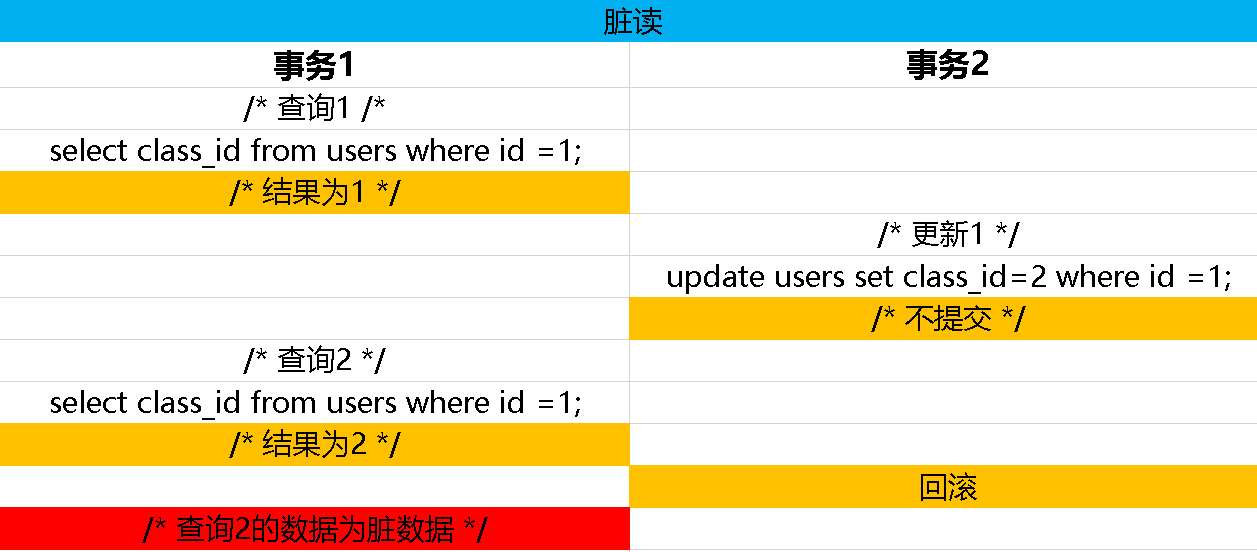 脏读
事务1 事务2
/* 查询1 /*
select class_id from users where id =1;
/* 结果为1 */
/* 更新1 */
update users set class_id=2 where id =1;
/* 不提交 */
/* 查询2 */
select class_id from users where id =1;
/* 结果为2 */
回滚
/* 查询2的数据为脏数据 */